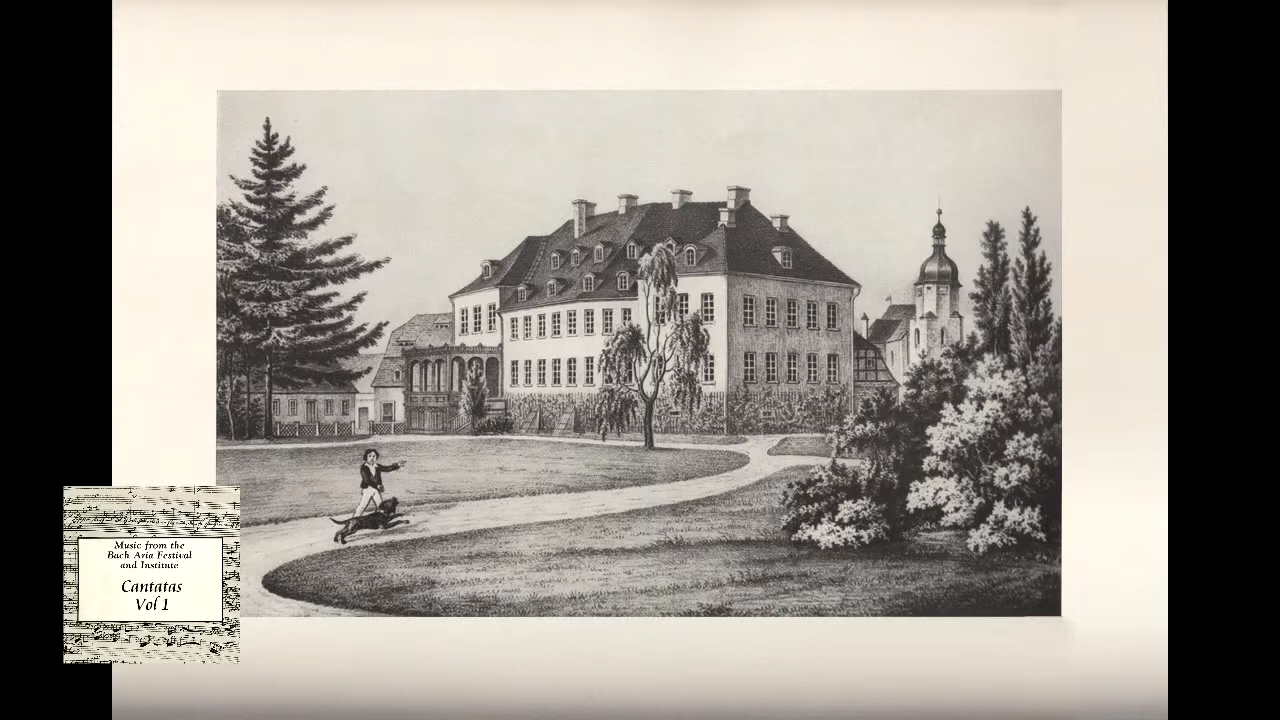 Music from the
Bach Aria Festival
and Institute
Cantatas
Vol 1